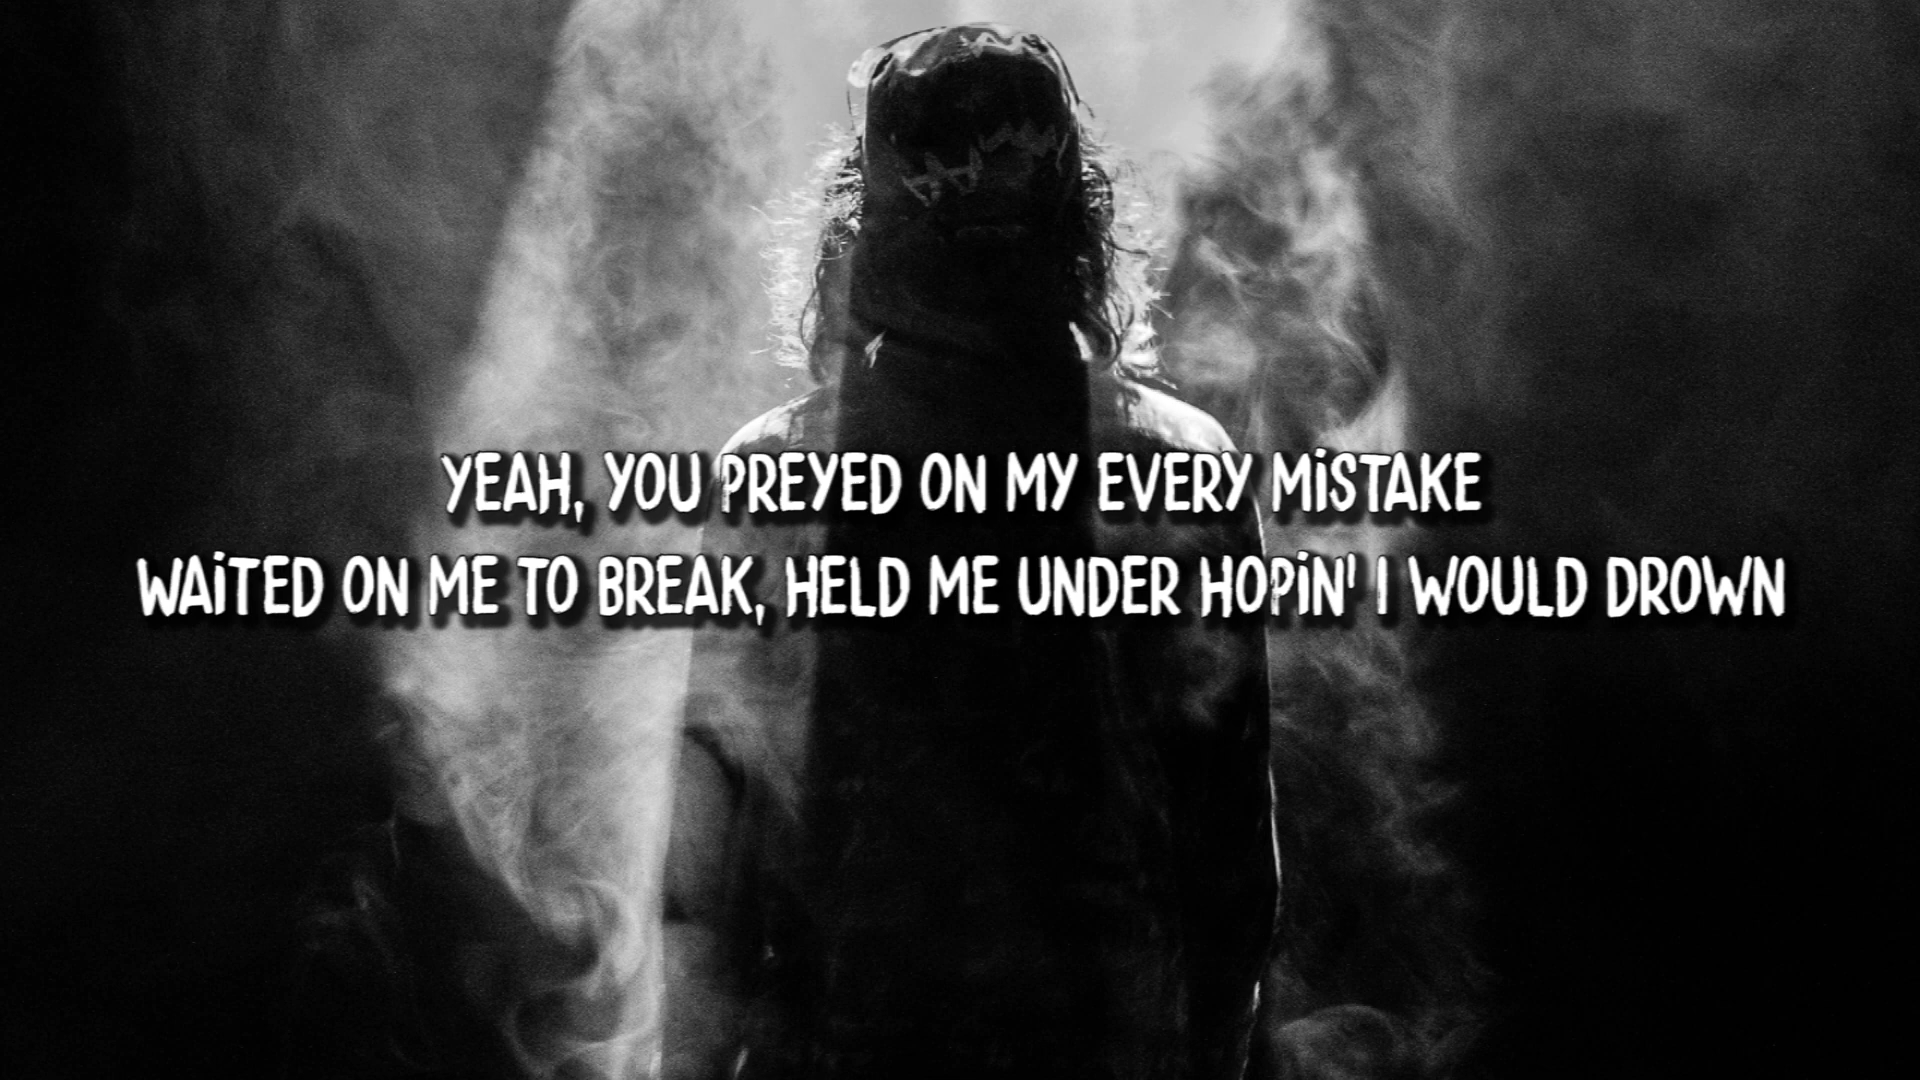 YEAH, YOU PREYED ON MY EVERY MiSTAKE
WAiTED ON ME TO BREAK, HELD ME UNDER HOPiN' I WOULD DROWN